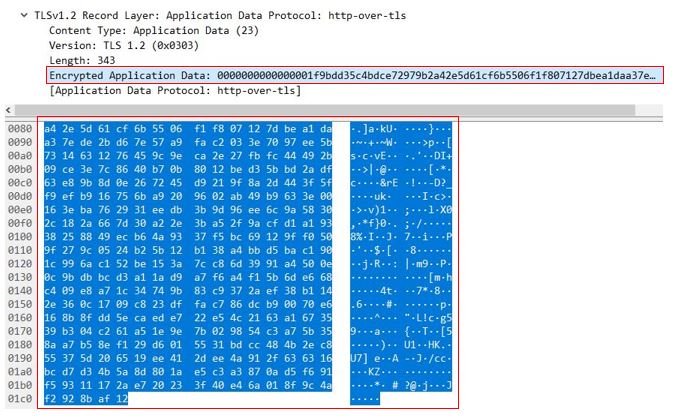 TLSv1.2 Record Layer: Application Data Protocol: http-over-tls
Content Type: Application Data (23)
Version: TLS 1.2 (0x0303)
Length: 343
Encrypted Application Data: 0000000000000001f9bdd35c4bdce72979b2a42e5d61cf6b5506f1f807127dbea1daa37e…
[Application Data Protocol: http-over-tls]
0080 a4 2e 5d 61 cf 6b 55 06 f1 f8 07 12 7d be a1 da ·.]a·kU· ····}···
0090 a3 7e de 2b d6 7e 57 a9 fa c2 03 3e 70 97 ee 5b ·~·+·~W· ···>p··[
00a0 73 14 63 12 76 45 9c 9e ca 2e 27 fb fc 44 49 2b s·c·vE·· ·.'··DI+
00b0 09 ce 3e 7c 86 40 b7 0b 80 12 be d3 5b bd 2a df ··>|·@·· ····[·*·
00c0 63 e8 9b 8d 0e 26 72 45 d9 21 9f 8a 2d 44 3f 5f c····&rE ·!··-D?_
00d0 f9 ef b9 16 75 6b a9 20 96 02 ab 49 b9 63 3e 00 ····uk·  ···I·c>·
00e0 16 3e ba 76 29 31 ee db 3b 9d 96 ee 6c 9a 58 30 ·>·v)1·· ;···l·X0
00f0 2c 18 2a 66 7d 30 a2 2e 3b a5 2f 9a cf d1 a1 93 ,·*f}0·. ;·/·····
0100 38 25 88 49 ec b6 4a 93 37 f5 bc 69 12 9f f0 50 8%·I··J· 7··i···P
0110 9f 27 9c 05 24 b2 5b 12 b1 38 a4 bb d5 ba c1 90 ·'··$·[· ·8······
0120 1c 99 6a c1 52 be 15 3a 7c c8 6d 39 91 a4 50 0e ··j·R··: |·m9··P·
0130 0c 9b db bc d3 a1 1a d9 a7 f6 a4 f1 5b 6d e6 68 ········ ····[m·h
0140 c4 09 e8 a7 1c 34 74 9b 83 c9 37 2a ef 38 b1 14 ·····4t· ··7*·8··
0150 2e 36 0c 17 09 c8 23 df fa c7 86 dc b9 00 70 e6 .6····#· ······p·
0160 16 8b 8f dd 5e ca ed e7 22 e5 4c 21 63 a1 67 35 ····^··· "·L!c·g5
0170 39 b3 04 c2 61 a5 1e 9e 7b 02 98 54 c3 a7 5b 35 9···a··· {··T··[5
0180 8a a7 b5 8e f1 29 d6 01 55 31 bd cc 48 4b 2e c8 ·····)·· U1··HK.·
0190 55 37 5d 20 65 19 ee 41 2d ee 4a 91 2f 63 63 16 U7] e··A -·J·/cc·
01a0 bc d7 d3 4b 5a 8d 80 1a e5 c3 a3 87 0a d5 f6 91 ···KZ··· ········
01b0 f5 93 11 17 2a e7 20 23 3f 40 e4 6a 01 8f 9c 4a ····*· # ?@·j···J
01c0 f2 92 8b af 12 ·····